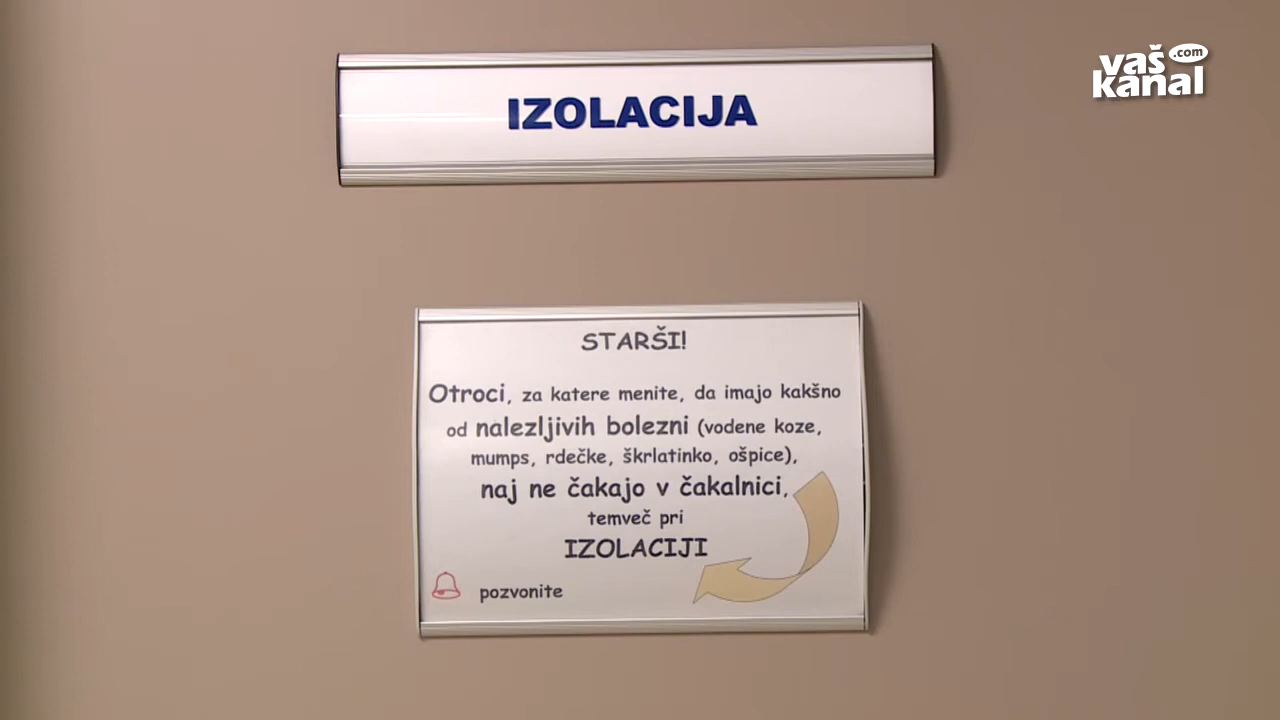 vaš .com
kanal
IZOLACIJA
STARŠI!
Otroci, za katere menite, da imajo kakšno
od nalezljivih bolezni (vodene koze,
mumps, rdečke, škrlatinko, ošpice),
naj ne čakajo v čakalnici,
temveč pri
IZOLACIJI
pozvonite